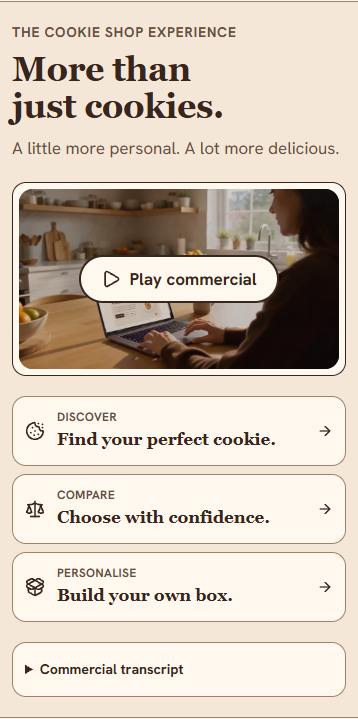 THE COOKIE SHOP EXPERIENCE
More than
just cookies.
A little more personal. A lot more delicious.
Play commercial
DISCOVER
Find your perfect cookie.
COMPARE
Choose with confidence.
PERSONALISE
Build your own box.
Commercial transcript